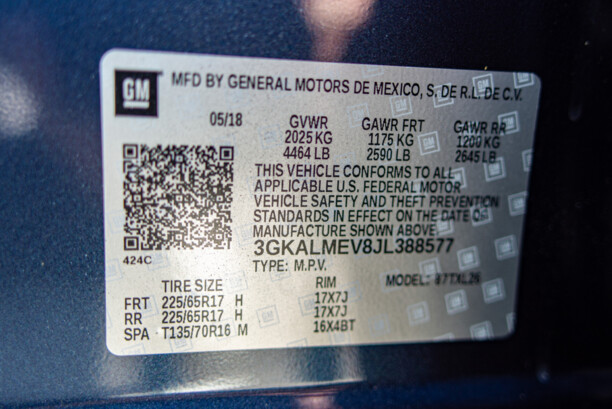 GM MFD BY GENERAL MOTORS DE MEXICO, S. DE R.L. DE C.V.
05/18 GVWR GAWR FRT GAWR RR
2025 KG 1175 KG 1200 KG
4464 LB 2590 LB 2645 LB
THIS VEHICLE CONFORMS TO ALL
APPLICABLE U.S. FEDERAL MOTOR
VEHICLE SAFETY AND THEFT PREVENTION
STANDARDS IN EFFECT ON THE DATE OF
MANUFACTURE SHOWN ABOVE.
3GKALMEV8JL388577
424C TYPE: M.P.V.
TIRE SIZE RIM MODEL: 87TXL26
FRT 225/65R17 H 17X7J
RR 225/65R17 H 17X7J
SPA T135/70R16 M 16X4BT